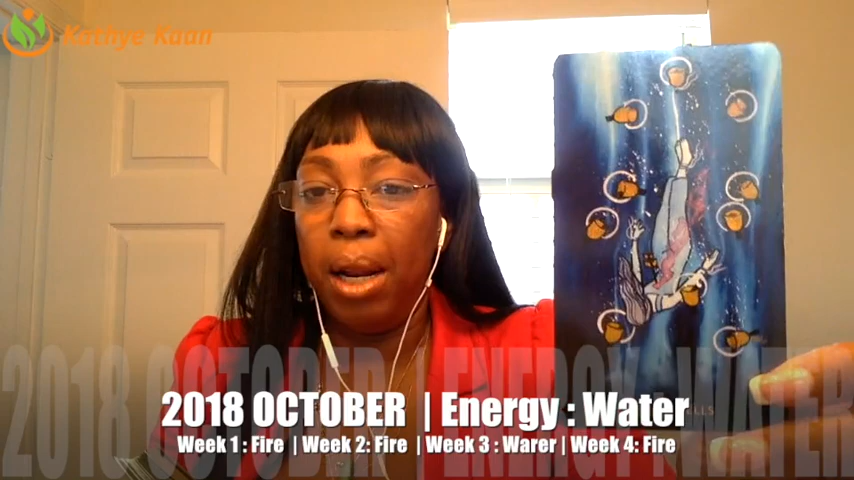 Kathye Kuan
2018 OCTOBER | Energy : Water
Week 1 : Fire | Week 2: Fire | Week 3 : Warer | Week 4: Fire
2018 OCTOBER | ENERGY : WATER